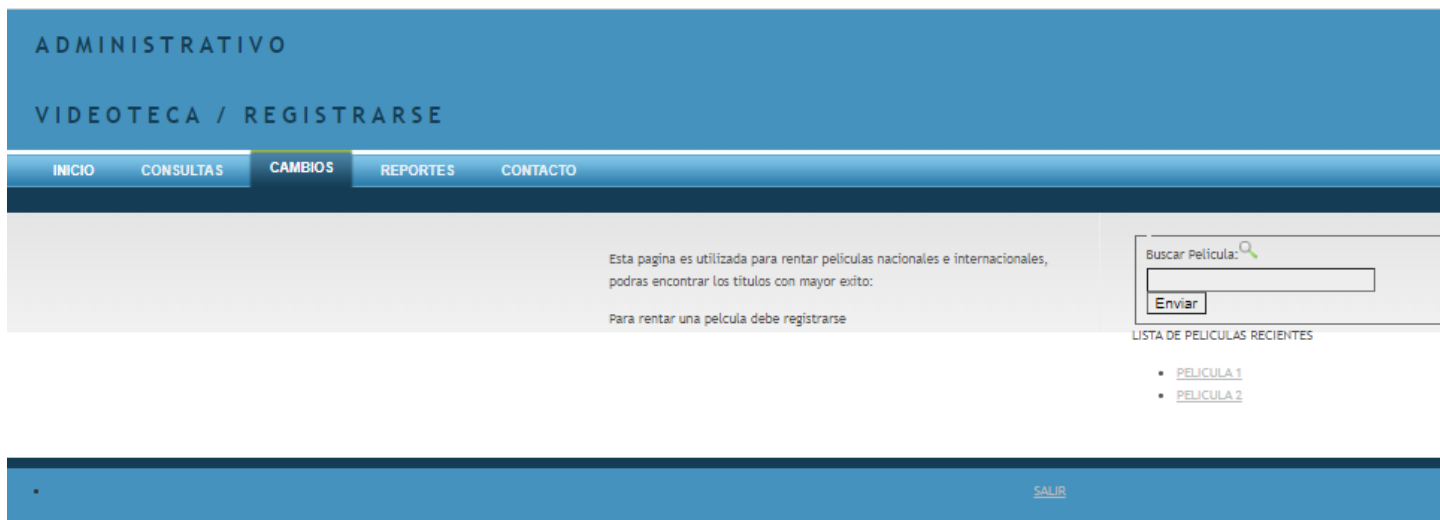 ADMINISTRATIVO
VIDEOTECA / REGISTRARSE
INICIO CONSULTAS CAMBIOS REPORTES CONTACTO
Esta pagina es utilizada para rentar peliculas nacionales e internacionales,
podras encontrar los titulos con mayor exito:
Para rentar una pelcula debe registrarse
Buscar Pelicula:
Enviar
LISTA DE PELICULAS RECIENTES
PELICULA 1
PELICULA 2
SALIR